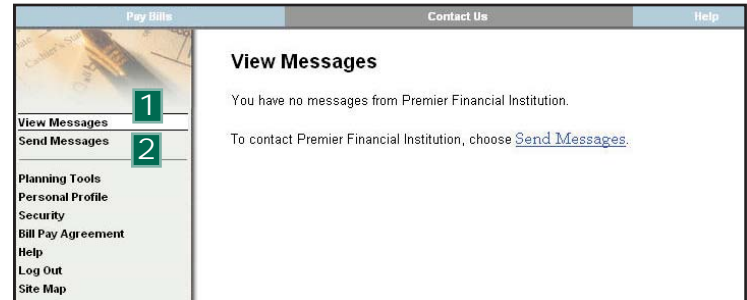 Pay Bills Contact Us Help
View Messages
You have no messages from Premier Financial Institution.
To contact Premier Financial Institution, choose Send Messages.
1
View Messages
Send Messages
2
Planning Tools
Personal Profile
Security
Bill Pay Agreement
Help
Log Out
Site Map